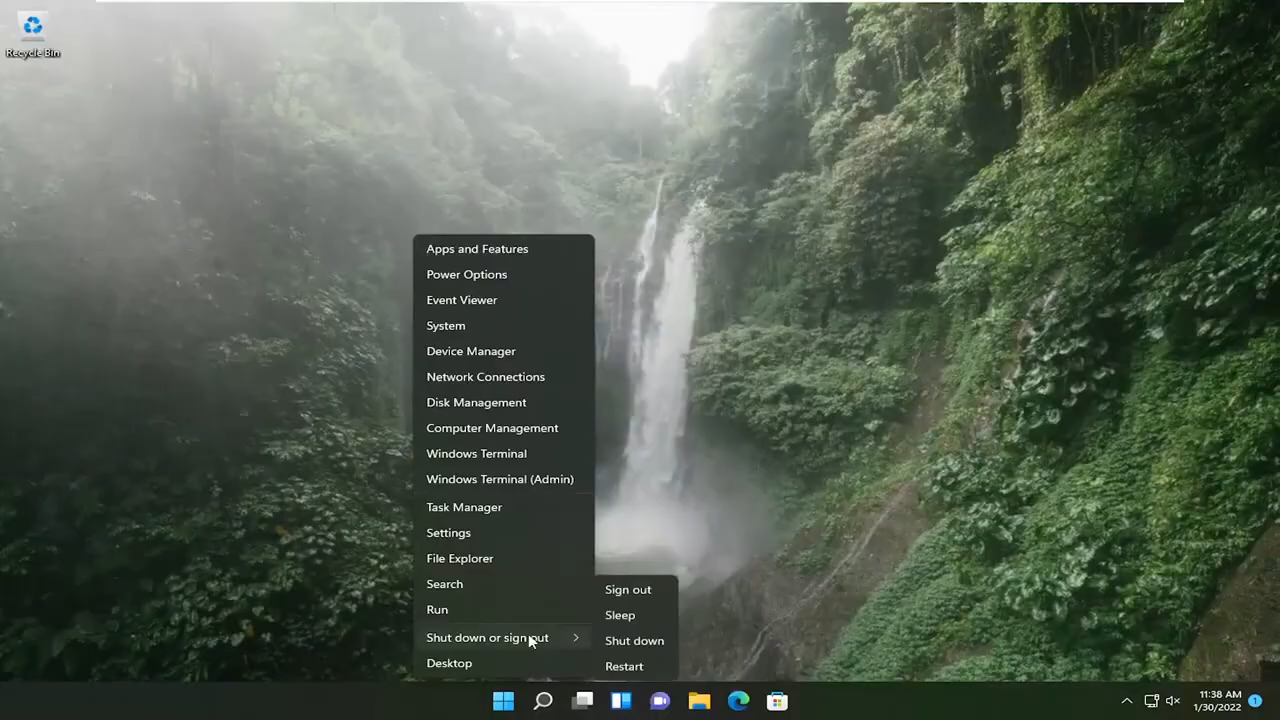 Recycle Bin
Apps and Features
Power Options
Event Viewer
System
Device Manager
Network Connections
Disk Management
Computer Management
Windows Terminal
Windows Terminal (Admin)
Task Manager
Settings
File Explorer
Search
Run
Shut down or sign out
Desktop
Sign out
Sleep
Shut down
Restart
11:38 AM
1/30/2022
1